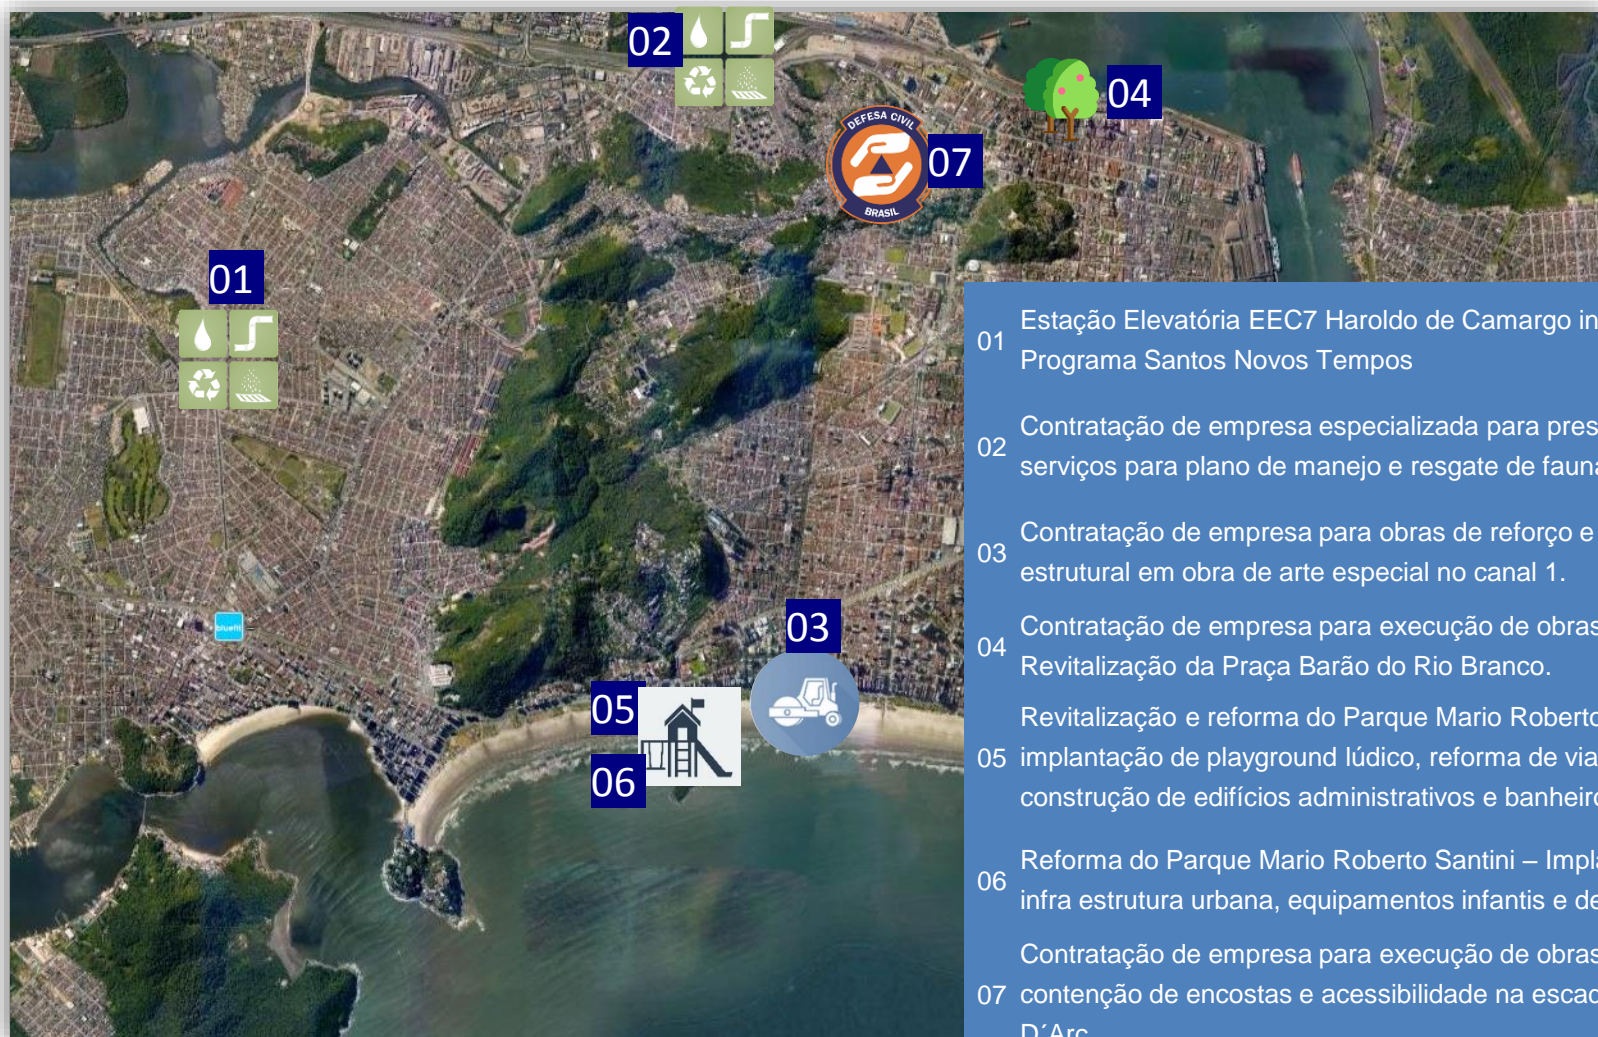 02
04
DEFESA CIVIL
07
BRASIL
01
03
05
06
bluefit
01
Estação Elevatória EEC7 Haroldo de Camargo in
Programa Santos Novos Tempos
02
Contratação de empresa especializada para pres
serviços para plano de manejo e resgate de fauna
03
Contratação de empresa para obras de reforço e
estrutural em obra de arte especial no canal 1.
04
Contratação de empresa para execução de obras
Revitalização da Praça Barão do Rio Branco.
Revitalização e reforma do Parque Mario Roberto
05 implantação de playground lúdico, reforma de via
construção de edifícios administrativos e banheiro
06
Reforma do Parque Mario Roberto Santini – Impla
infra estrutura urbana, equipamentos infantis e de
Contratação de empresa para execução de obras
07 contenção de encostas e acessibilidade na escad
D´Arc